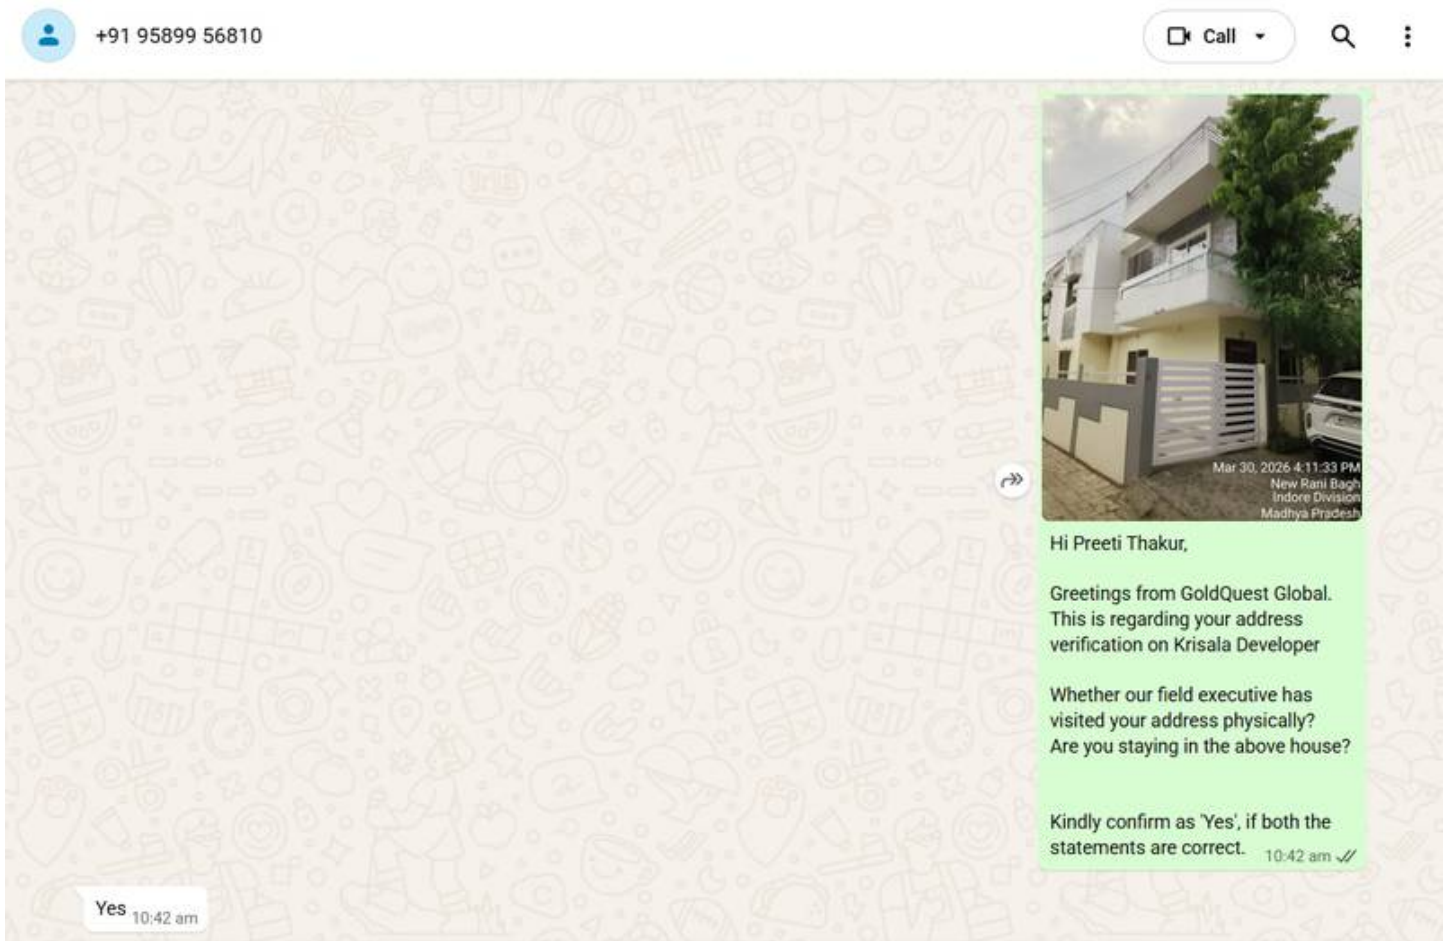 +91 95899 56810
Call
Mar 30, 2026 4:11:33 PM
New Rani Bagh
Indore Division
Madhya Pradesh
Hi Preeti Thakur,
Greetings from GoldQuest Global.
This is regarding your address
verification on Krisala Developer
Whether our field executive has
visited your address physically?
Are you staying in the above house?
Kindly confirm as 'Yes', if both the
statements are correct.
10:42 am
Yes
10:42 am